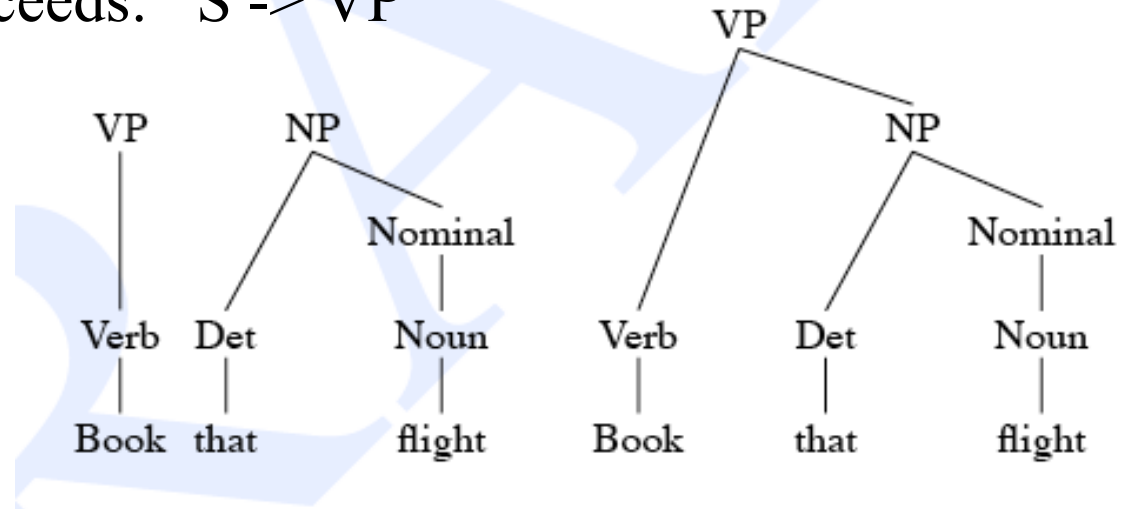 ceeds: S -> VP
VP
VP NP NP
Nominal Nominal
Verb Det Noun Verb Det Noun
Book that flight Book that flight